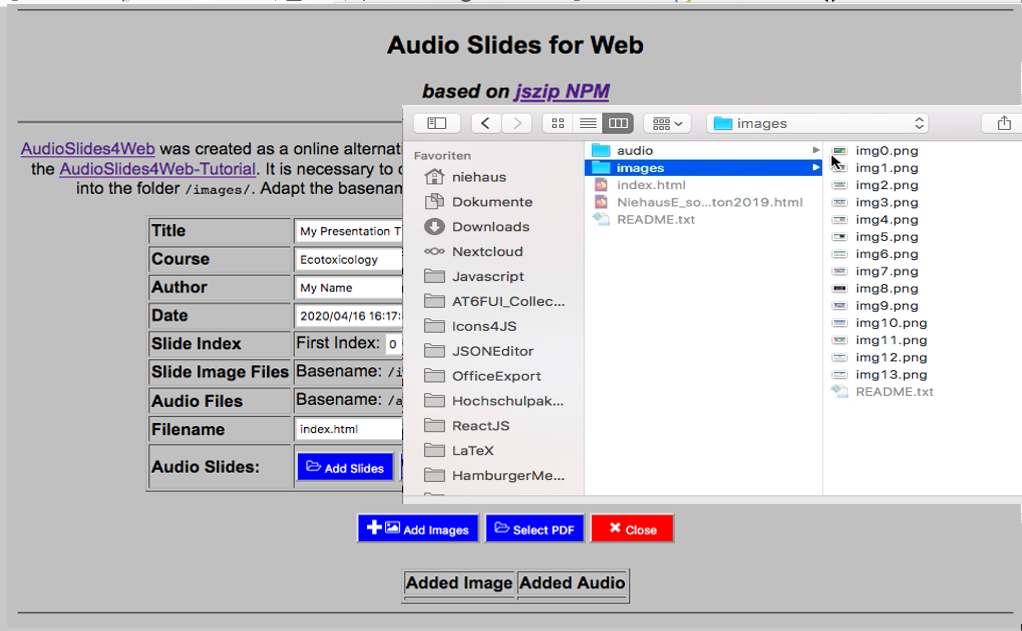 Audio Slides for Web
based on jszip NPM
AudioSlides4Web was created as a online alternati
the AudioSlides4Web-Tutorial. It is necessary to c
into the folder /images/. Adapt the basenam
Title My Presentation T
Course Ecotoxicology
Author My Name
Date 2020/04/16 16:17:
Slide Index First Index: 0
Slide Image Files Basename: /i
Audio Files Basename: /a
Filename index.html
Audio Slides: Add Slides
images
Favoriten
niehaus
Dokumente
Downloads
Nextcloud
Javascript
AT6FUI_Collec...
Icons4JS
JSONEditor
OfficeExport
Hochschulpak...
ReactJS
LaTeX
HamburgerMe...
audio
images
index.html
NiehausE_so...ton2019.html
README.txt
img0.png
img1.png
img2.png
img3.png
img4.png
img5.png
img6.png
img7.png
img8.png
img9.png
img10.png
img11.png
img12.png
img13.png
README.txt
Add Images Select PDF Close
Added Image Added Audio